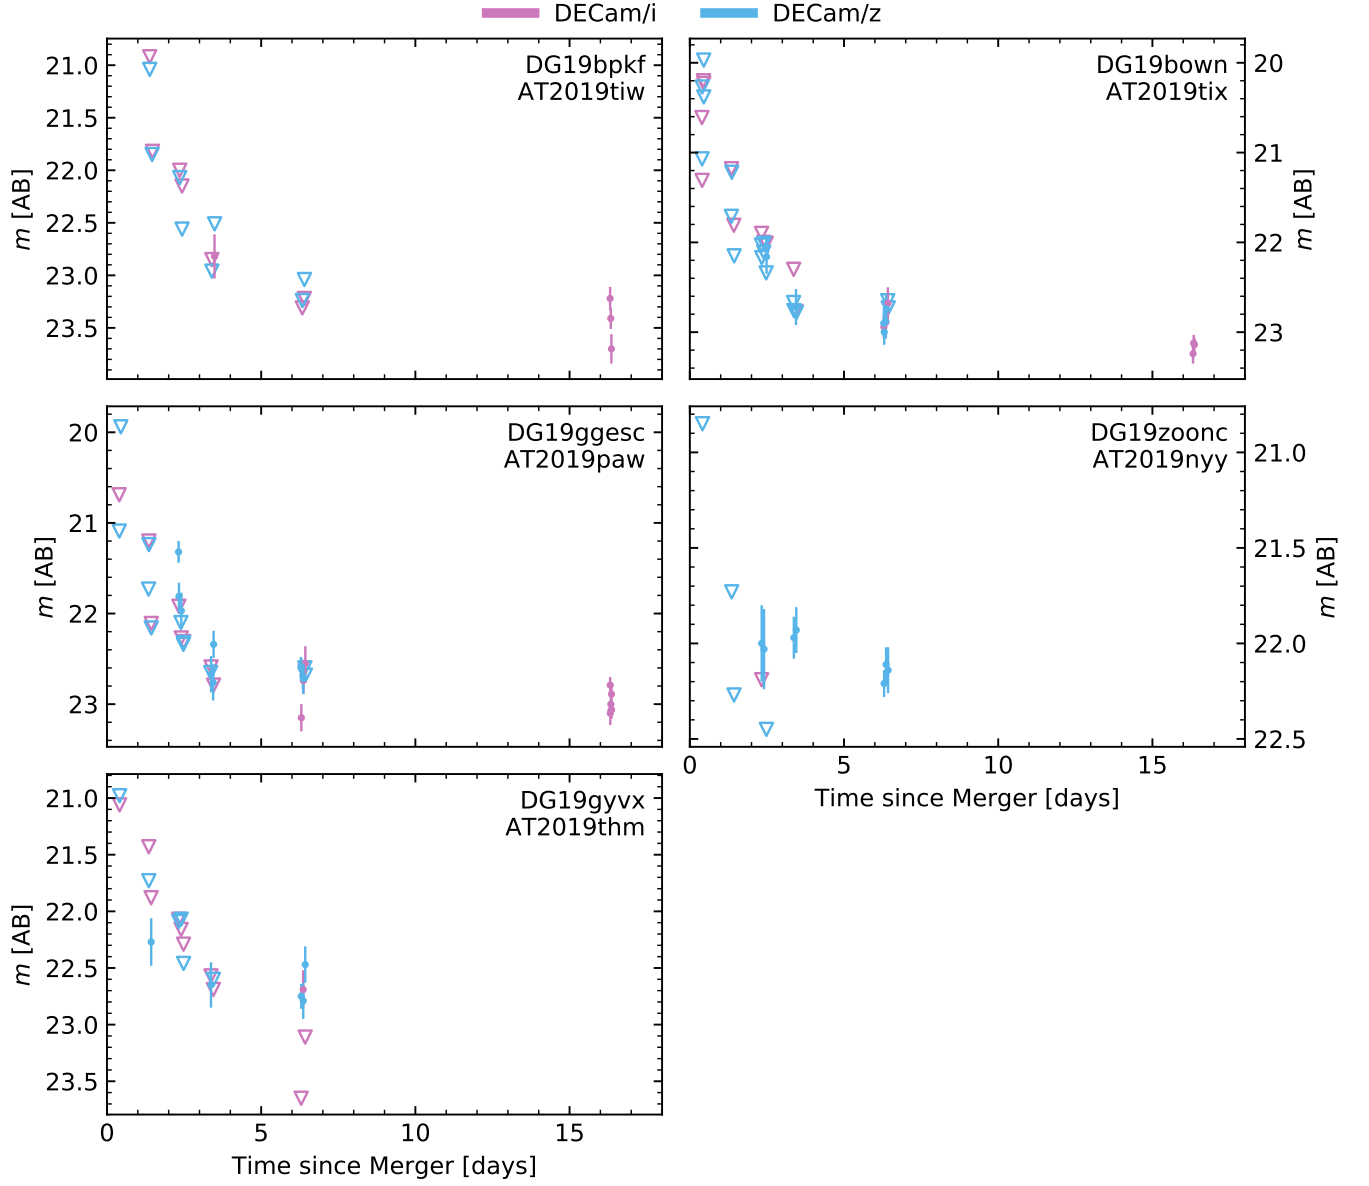 DECam/i
DECam/z
21.0
21.5
22.0
22.5
23.0
23.5
m [AB]
DG19bpkf
AT2019tiw
DG19bown
AT2019tix
20
21
22
23
m [AB]
20
21
22
23
m [AB]
DG19ggesc
AT2019paw
DG19zoonc
AT2019nyy
21.0
21.5
22.0
22.5
m [AB]
0
5
10
15
Time since Merger [days]
21.0
21.5
22.0
22.5
23.0
23.5
m [AB]
DG19gyvx
AT2019thm
0
5
10
15
Time since Merger [days]